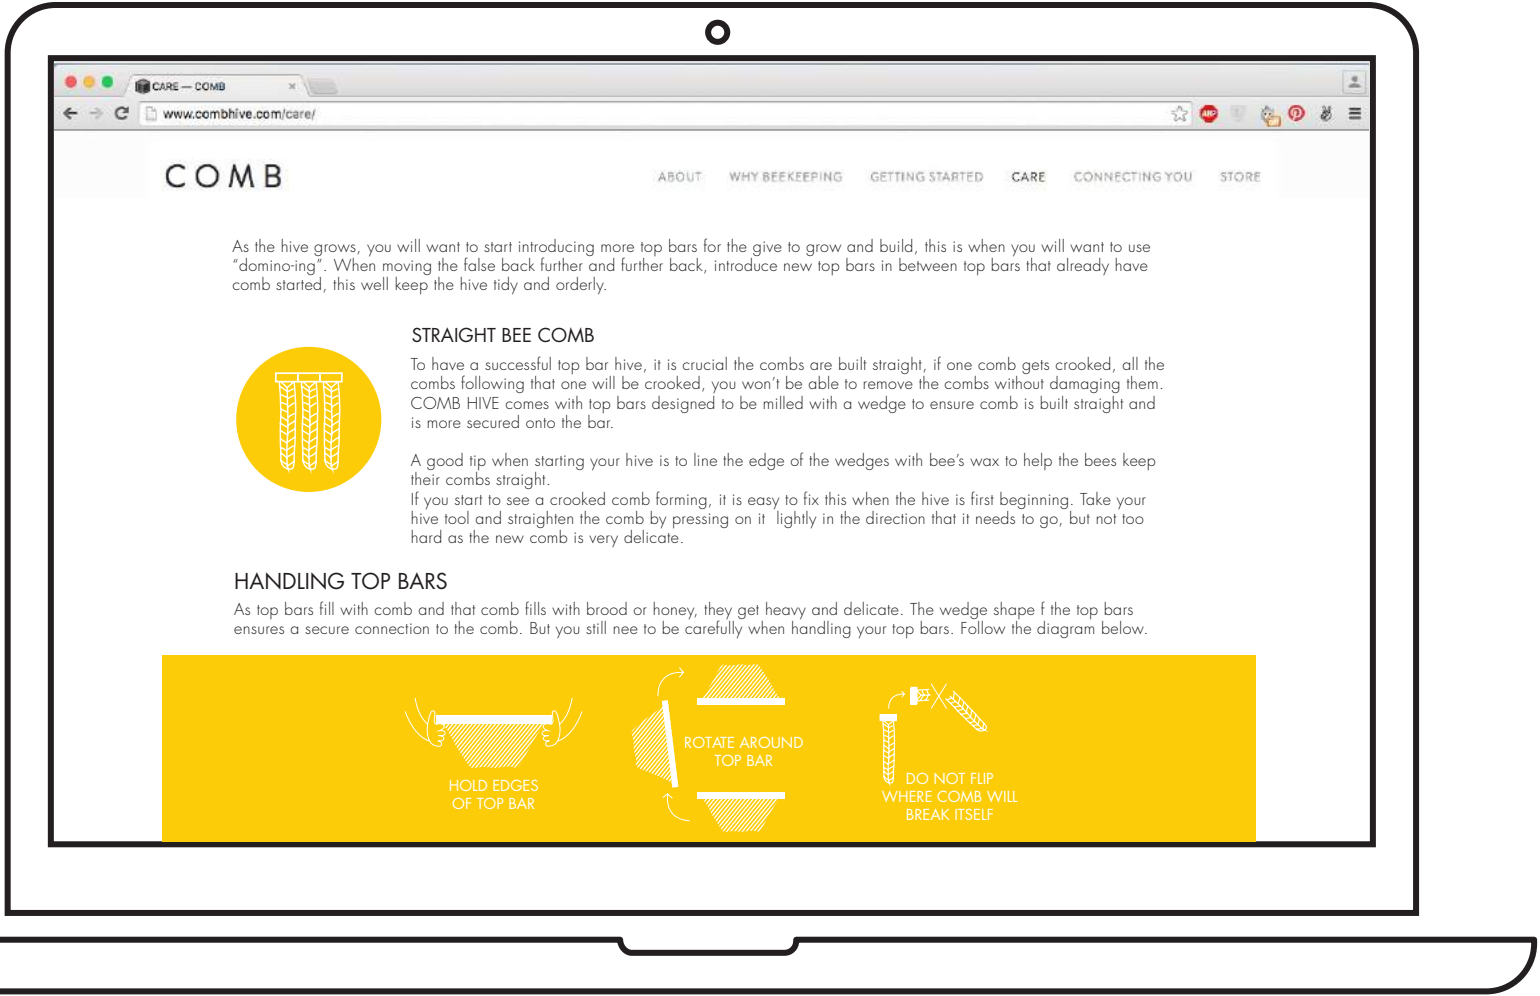 CARE — COMB
www.combhive.com/care/
ABP
COMB
ABOUT WHY BEEKEEPING GETTING STARTED CARE CONNECTING YOU STORE
As the hive grows, you will want to start introducing more top bars for the give to grow and build, this is when you will want to use
“domino-ing”. When moving the false back further and further back, introduce new top bars in between top bars that already have
comb started, this well keep the hive tidy and orderly.
STRAIGHT BEE COMB
To have a successful top bar hive, it is crucial the combs are built straight, if one comb gets crooked, all the
combs following that one will be crooked, you won’t be able to remove the combs without damaging them.
COMB HIVE comes with top bars designed to be milled with a wedge to ensure comb is built straight and
is more secured onto the bar.
A good tip when starting your hive is to line the edge of the wedges with bee’s wax to help the bees keep
their combs straight.
If you start to see a crooked comb forming, it is easy to fix this when the hive is first beginning. Take your
hive tool and straighten the comb by pressing on it  lightly in the direction that it needs to go, but not too
hard as the new comb is very delicate.
HANDLING TOP BARS
As top bars fill with comb and that comb fills with brood or honey, they get heavy and delicate. The wedge shape f the top bars
ensures a secure connection to the comb. But you still nee to be carefully when handling your top bars. Follow the diagram below.
HOLD EDGES
OF TOP BAR
ROTATE AROUND
TOP BAR
DO NOT FLIP
WHERE COMB WILL
BREAK ITSELF